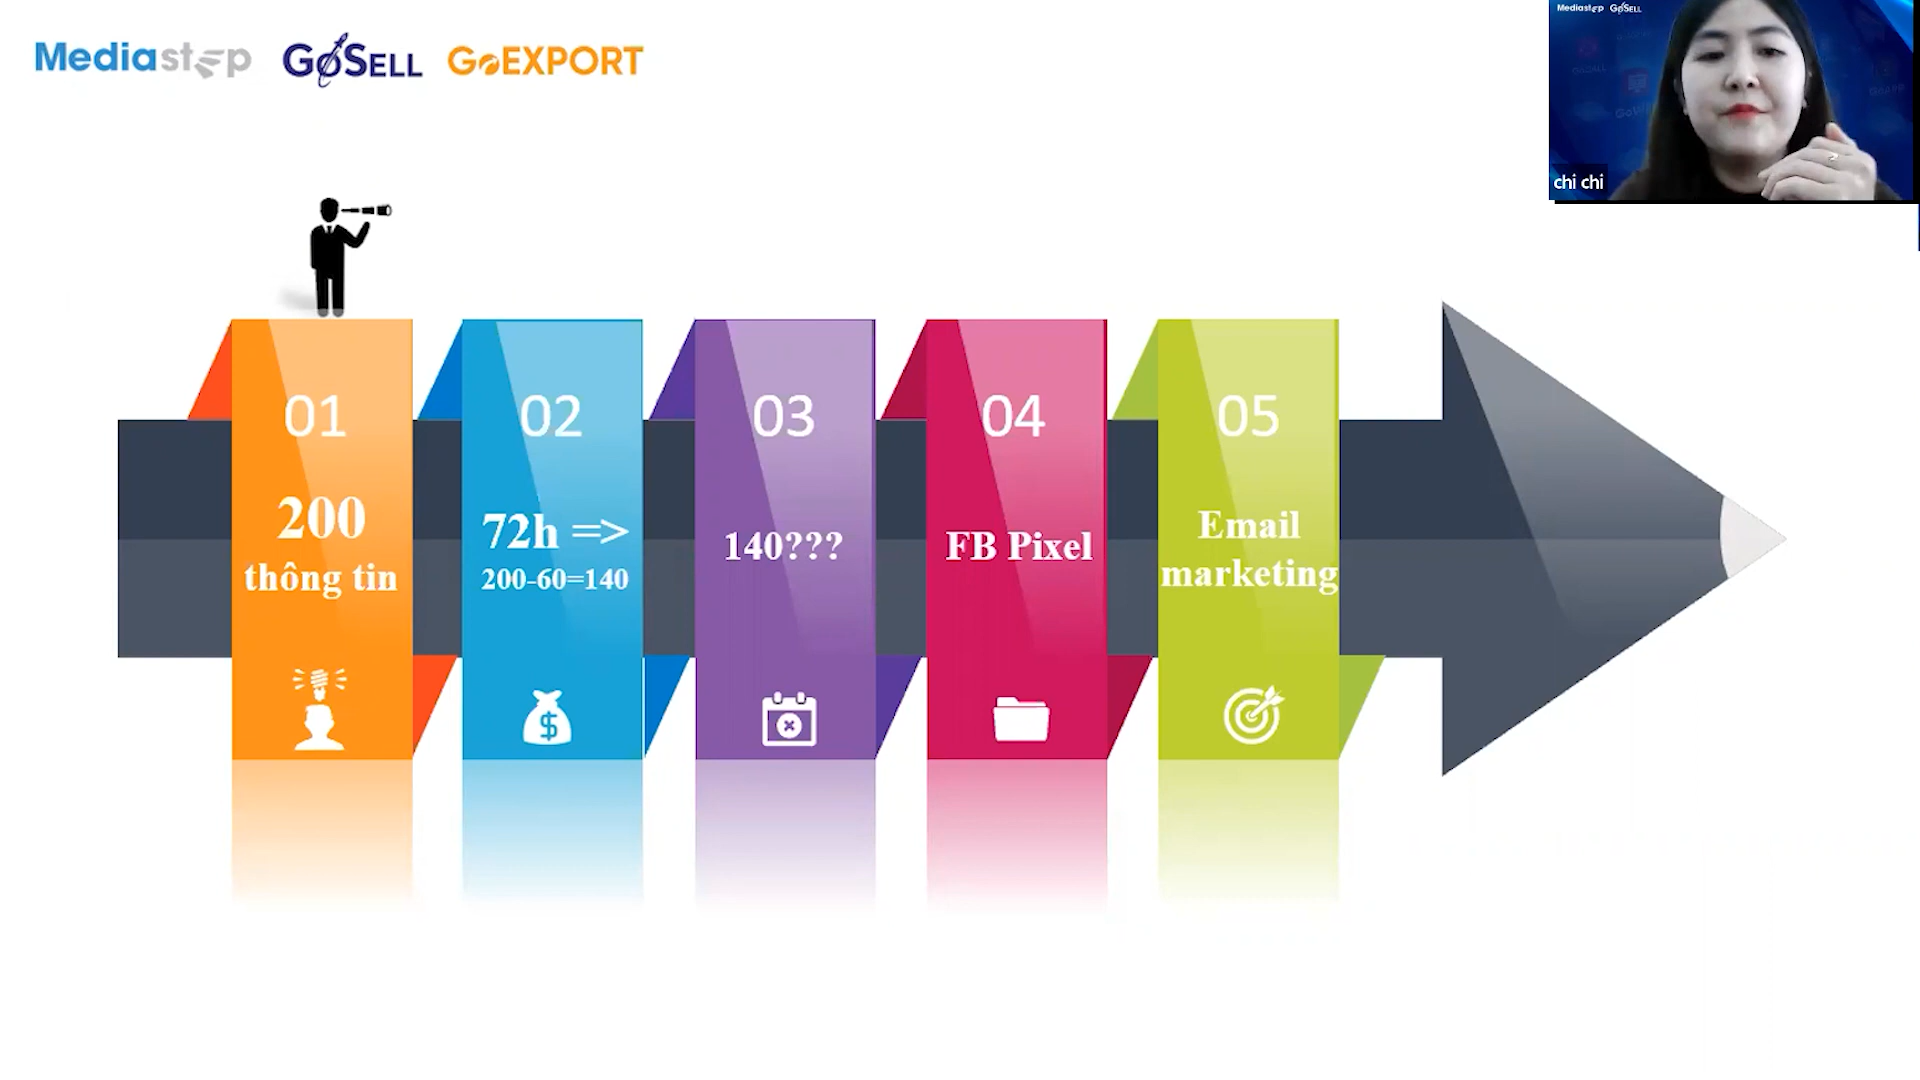 Mediastep GoSELL GoEXPORT
Mediastep GoSELL
chi chi
01
200
thông tin
02
72h =>
200-60=140
03
140???
04
FB Pixel
05
Email
marketing